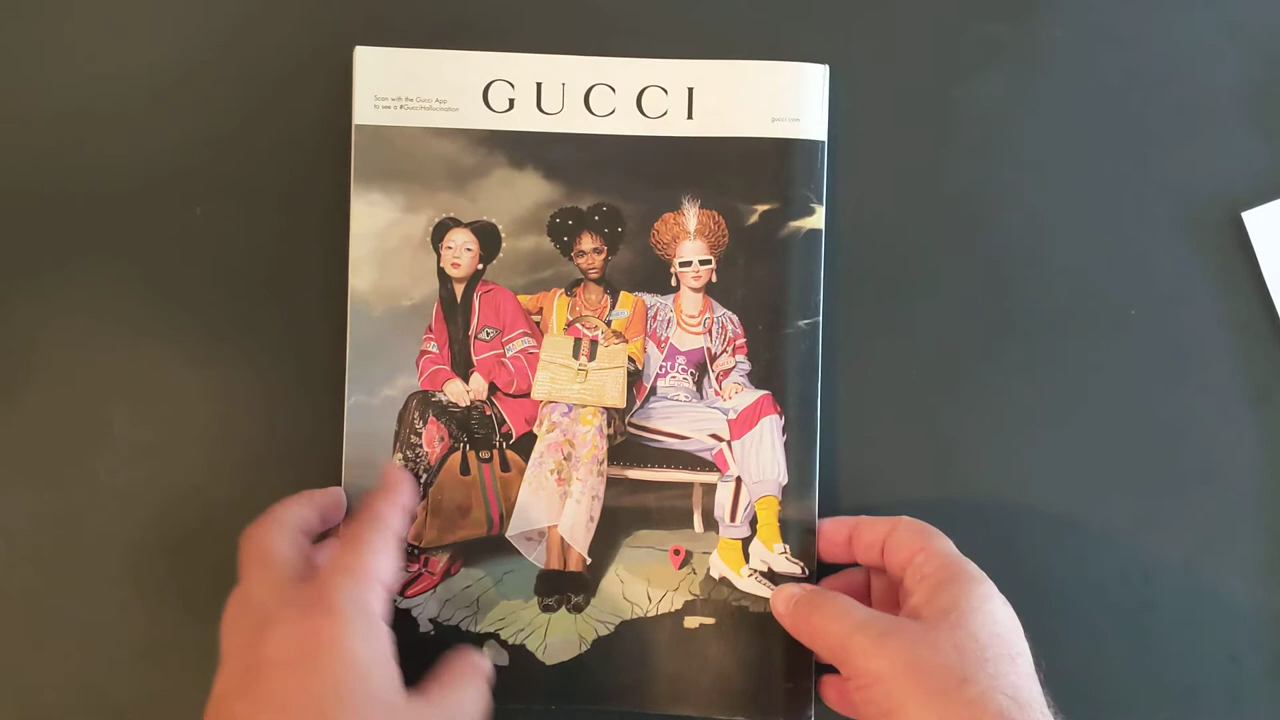 GUCCI
Scan with the Gucci App
to see a #GucciHallucination
gucci.com
GUCCI